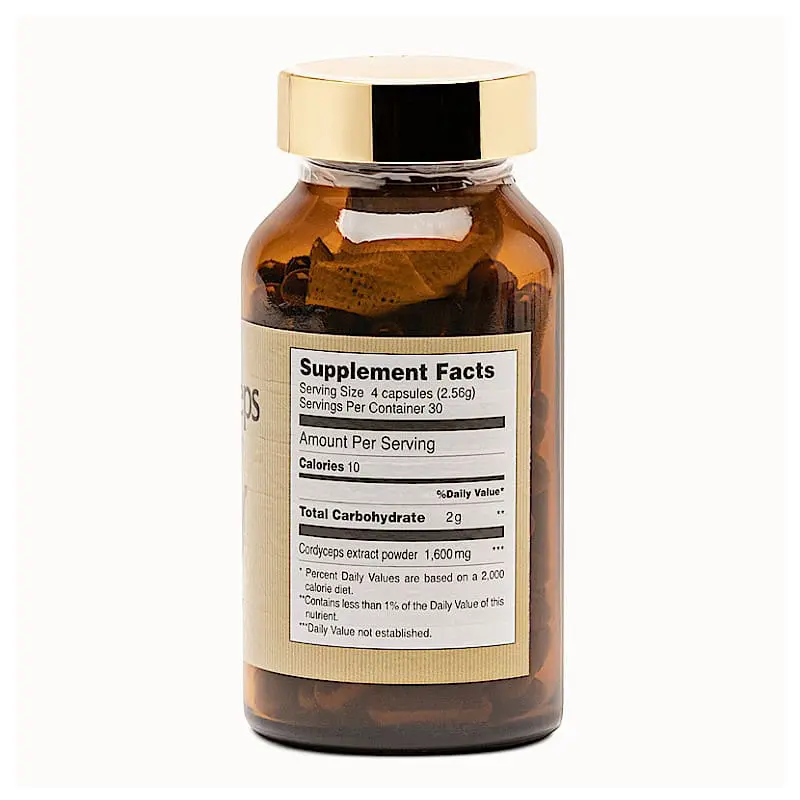 eps
Supplement Facts
Serving Size 4 capsules (2.56g)
Servings Per Container 30
Amount Per Serving
Calories 10
%Daily Value*
Total Carbohydrate 2g **
Cordyceps extract powder 1,600mg ***
* Percent Daily Values are based on a 2,000
calorie diet.
**Contains less than 1% of the Daily Value of this
nutrient.
***Daily Value not established.